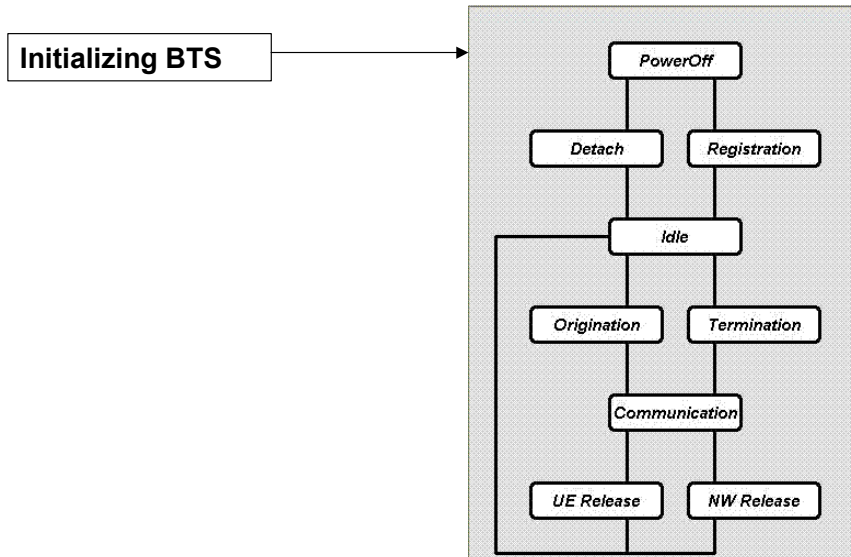 Initializing BTS
PowerOff
Detach
Registration
Idle
Origination
Termination
Communication
UE Release
NW Release